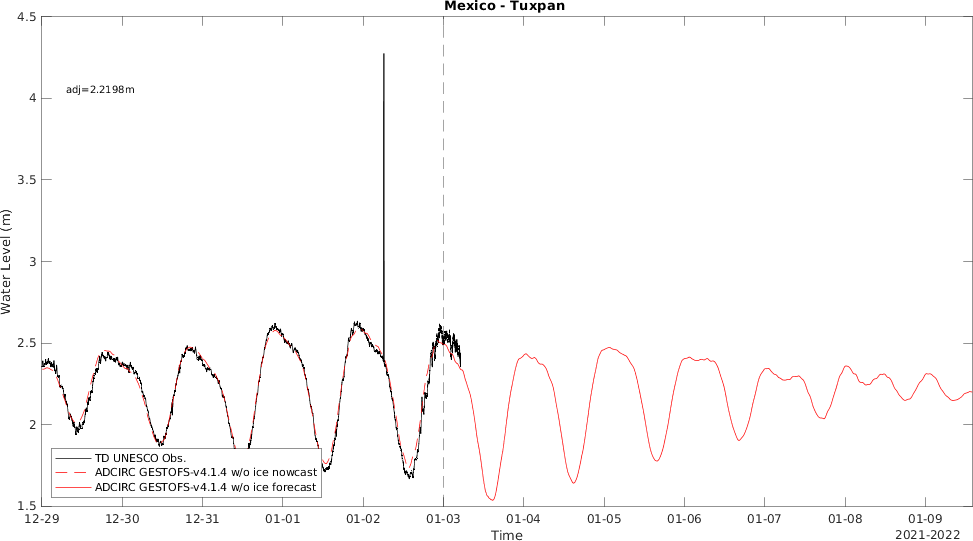 Mexico - Tuxpan
4.5
4
3.5
3
2.5
2
1.5
Water Level (m)
adj=2.2198m
TD UNESCO Obs.
ADCIRC GESTOFS-v4.1.4 w/o ice nowcast
ADCIRC GESTOFS-v4.1.4 w/o ice forecast
12-29 12-30 12-31 01-01 01-02 01-03 01-04 01-05 01-06 01-07 01-08 01-09
Time
2021-2022